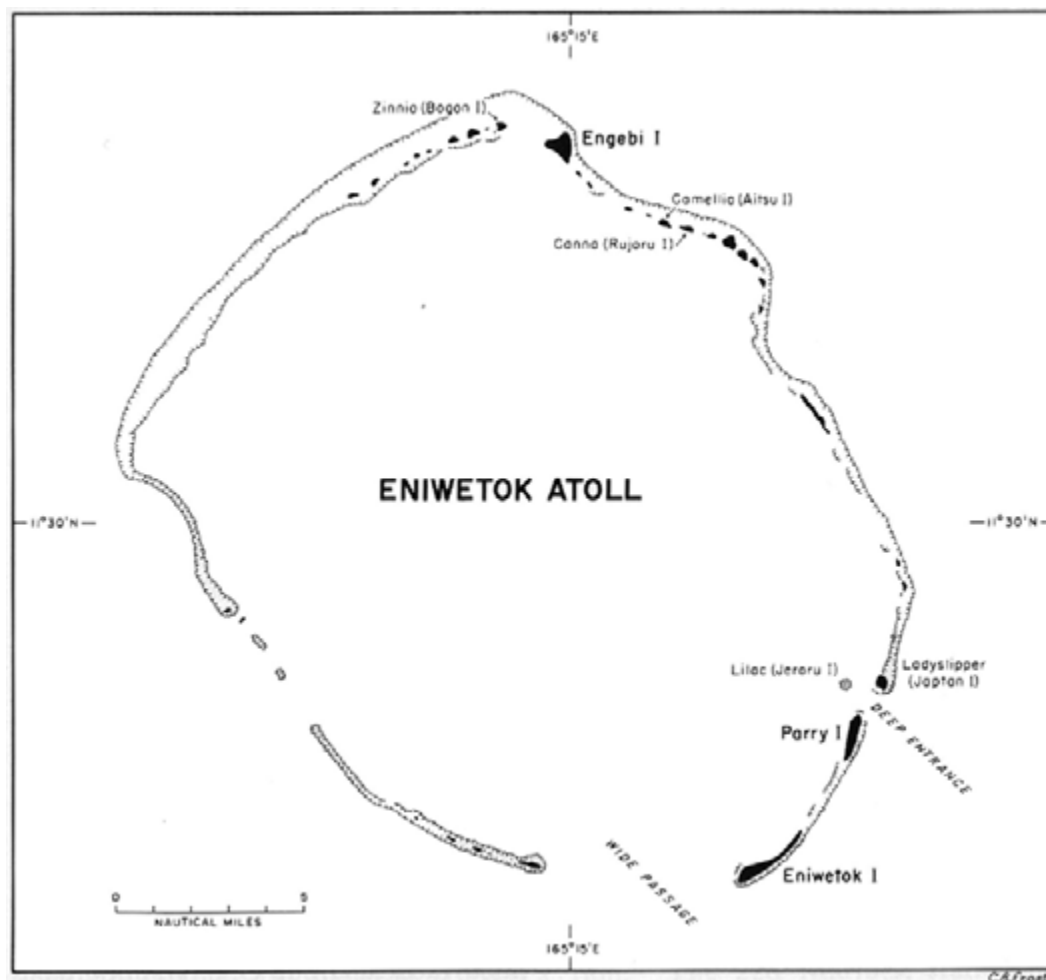 165°15'E
Zinnia (Bogon I)
Engebi I
Camellia (Aitsu I)
Canna (Rujoru I)
ENIWETOK ATOLL
11°30'N
11°30'N
Lilac (Jeroru I)
Ladyslipper
(Japtan I)
Parry I
DEEP ENTRANCE
WIDE PASSAGE
Eniwetok I
0 5
NAUTICAL MILES
165°15'E
C.B.Frost